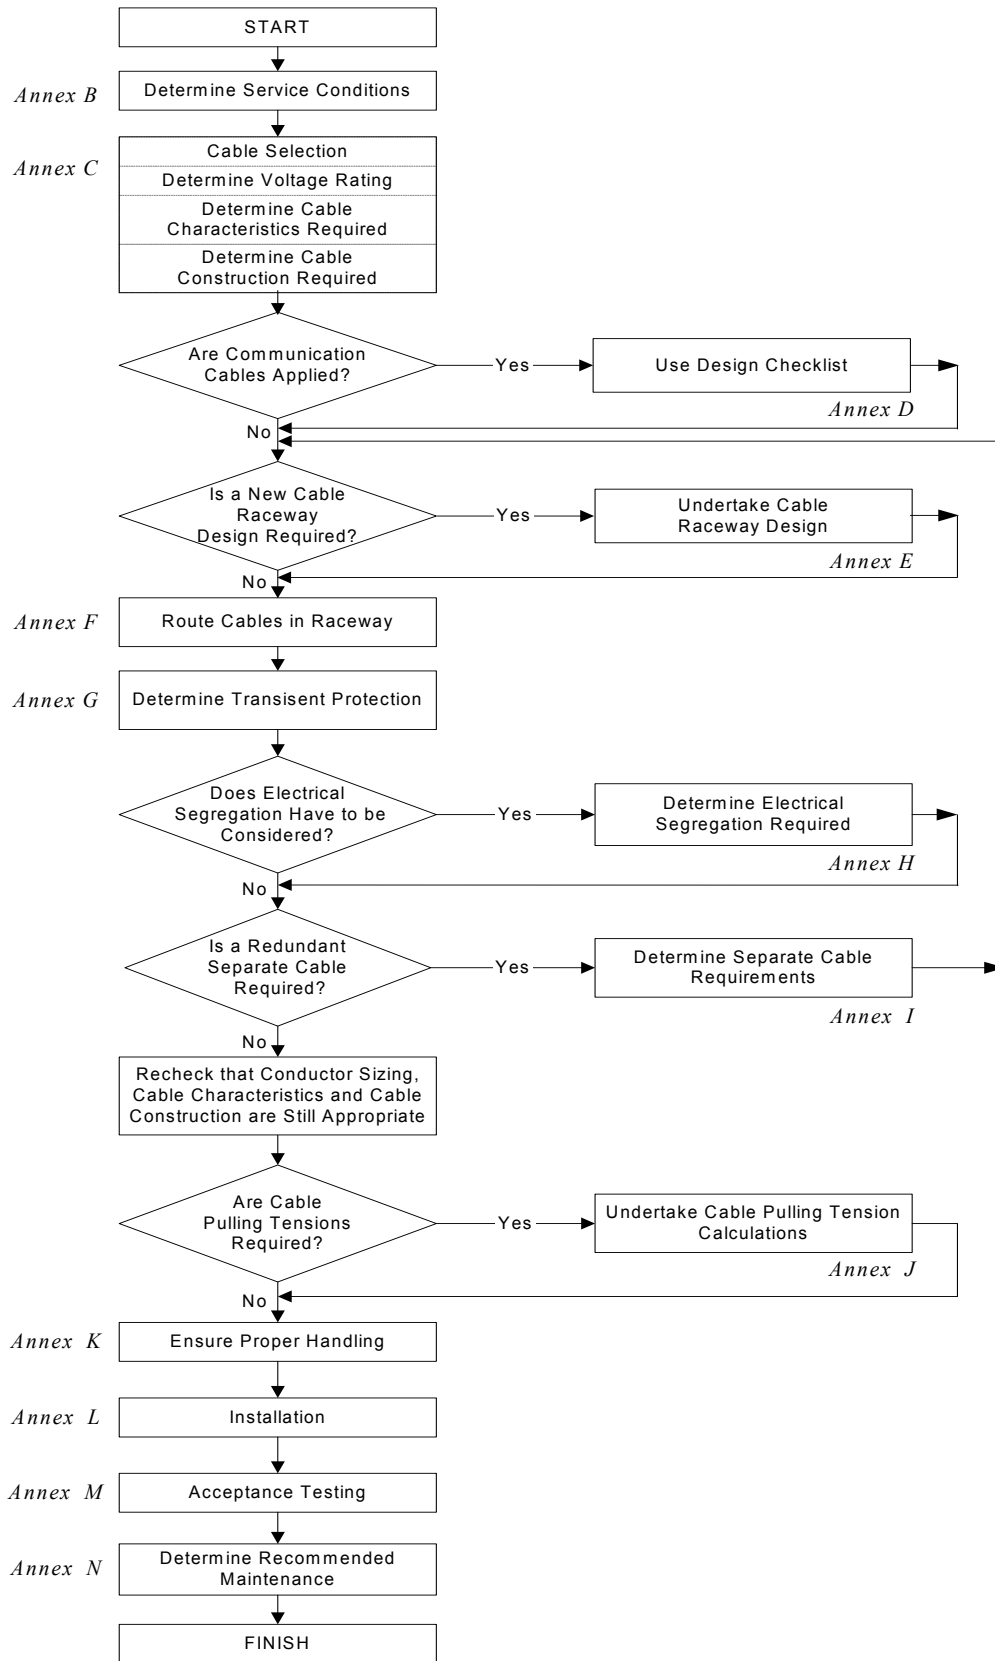 START
Annex B
Determine Service Conditions
Annex C
Cable Selection
Determine Voltage Rating
Determine Cable
Characteristics Required
Determine Cable
Construction Required
Are Communication
Cables Applied?
Yes
Use Design Checklist
Annex D
No
Is a New Cable
Raceway
Design Required?
Yes
Undertake Cable
Raceway Design
Annex E
No
Annex F
Route Cables in Raceway
Annex G
Determine Transisent Protection
Does Electrical
Segregation Have to be
Considered?
Yes
Determine Electrical
Segregation Required
Annex H
No
Is a Redundant
Separate Cable
Required?
Yes
Determine Separate Cable
Requirements
Annex I
No
Recheck that Conductor Sizing,
Cable Characteristics and Cable
Construction are Still Appropriate
Are Cable
Pulling Tensions
Required?
Yes
Undertake Cable Pulling Tension
Calculations
Annex J
No
Annex K
Ensure Proper Handling
Annex L
Installation
Annex M
Acceptance Testing
Annex N
Determine Recommended
Maintenance
FINISH